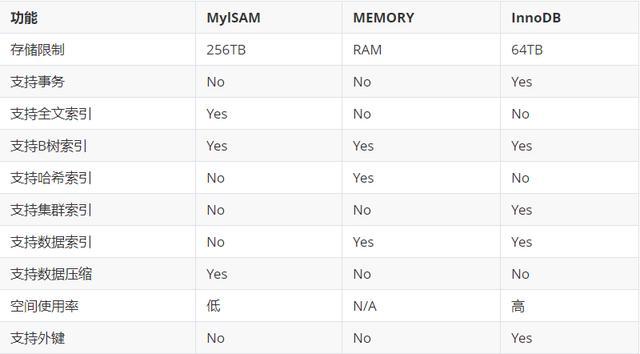 功能 MyISAM MEMORY InnoDB
存储限制 256TB RAM 64TB
支持事务 No No Yes
支持全文索引 Yes No No
支持B树索引 Yes Yes Yes
支持哈希索引 No Yes No
支持集群索引 No No Yes
支持数据索引 No Yes Yes
支持数据压缩 Yes No No
空间使用率 低 N/A 高
支持外键 No No Yes